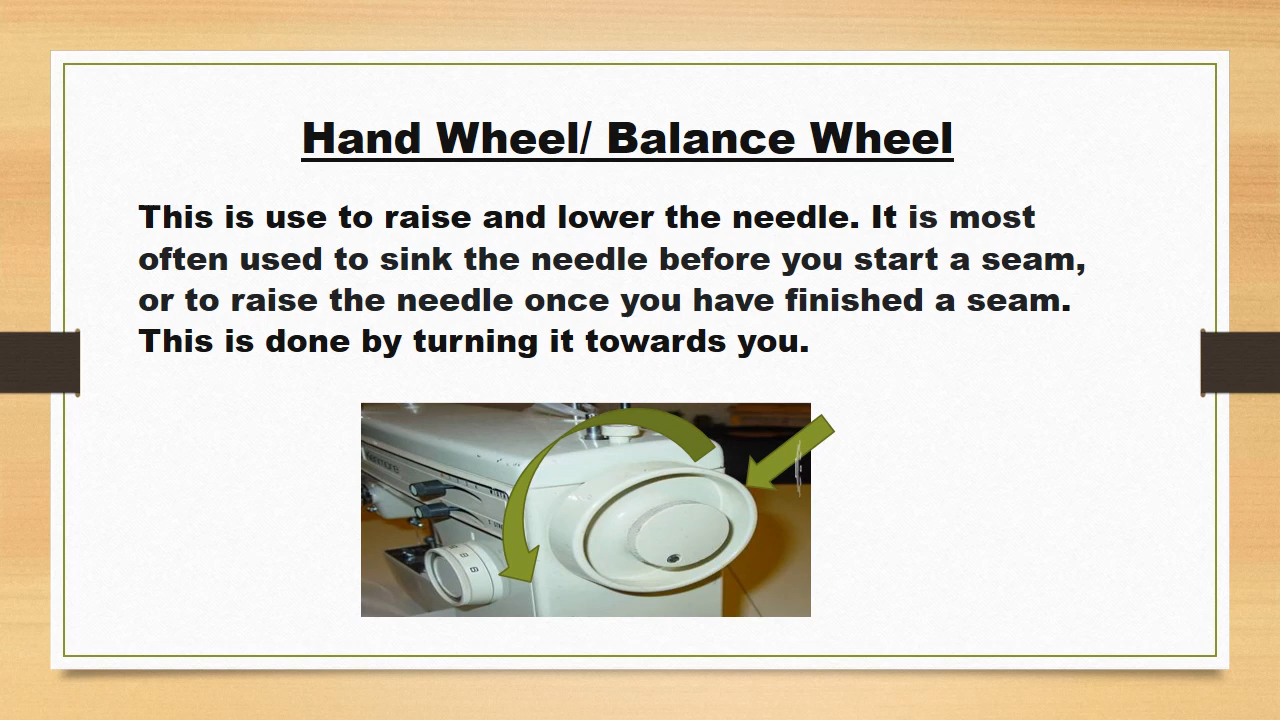 Hand Wheel/ Balance Wheel
This is use to raise and lower the needle. It is most
often used to sink the needle before you start a seam,
or to raise the needle once you have finished a seam.
This is done by turning it towards you.
Kenmore